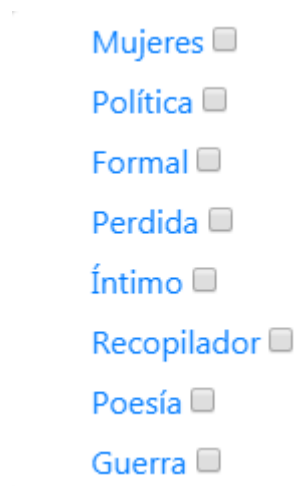 Mujeres
Política
Formal
Perdida
Íntimo
Recopilador
Poesía
Guerra